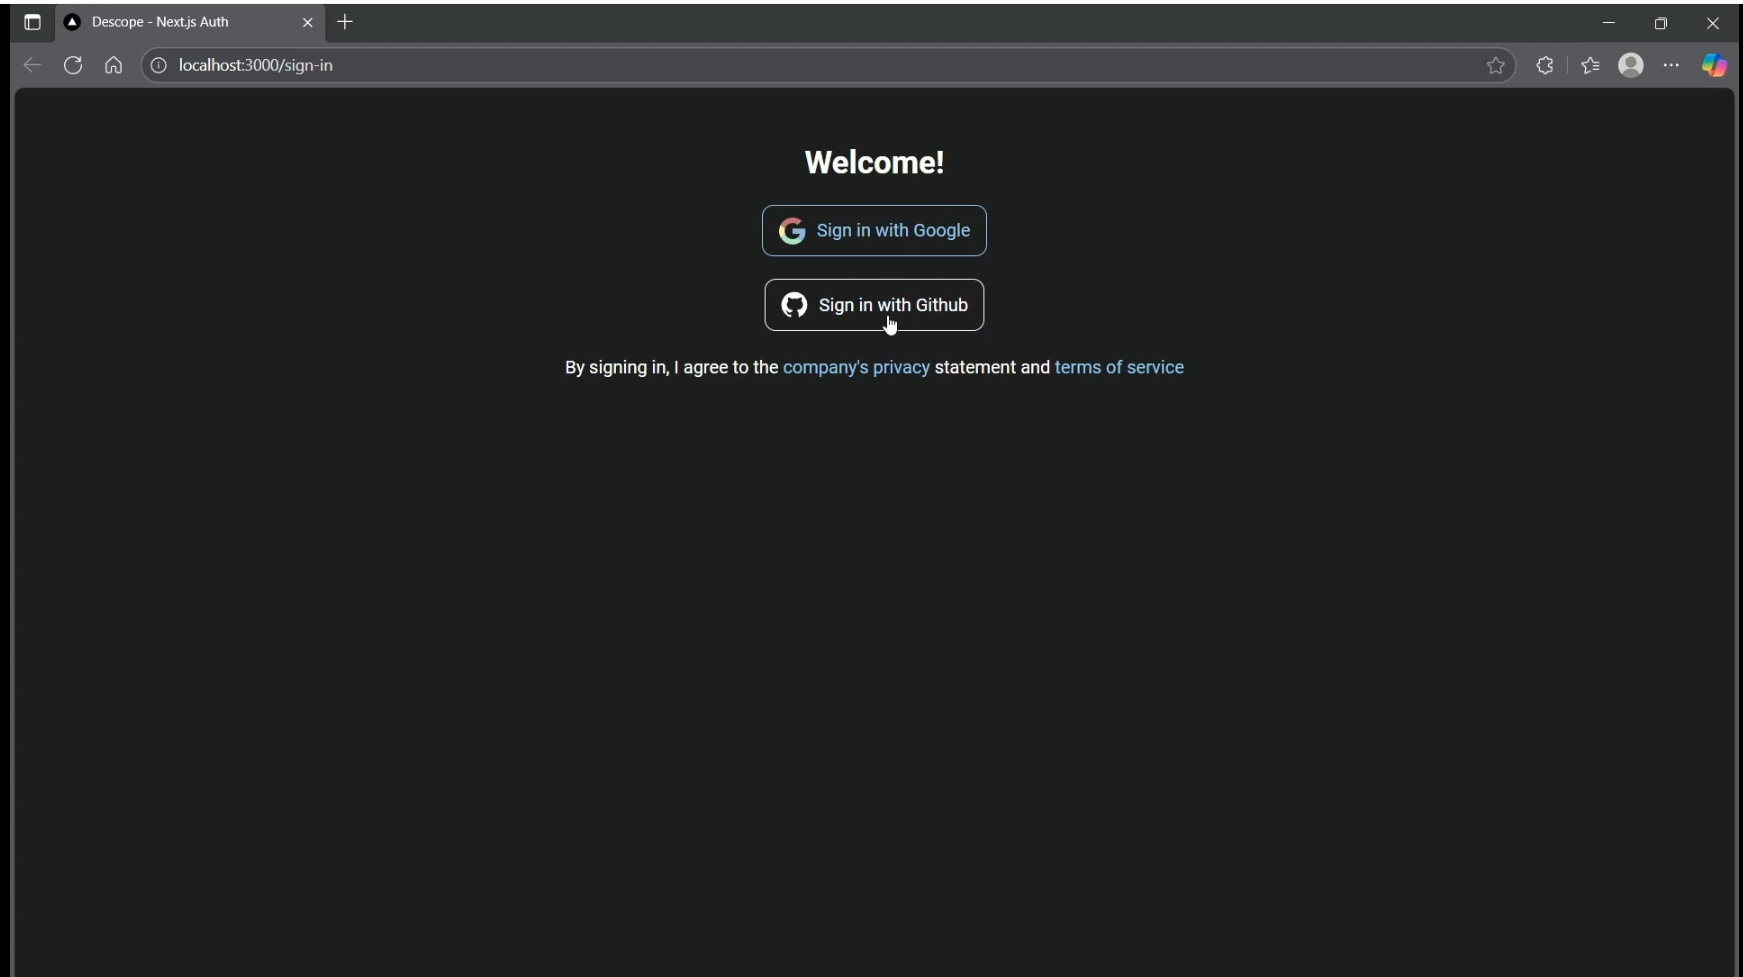 Descope - Next.js Auth
localhost:3000/sign-in
Welcome!
Sign in with Google
Sign in with Github
By signing in, I agree to the company's privacy statement and terms of service